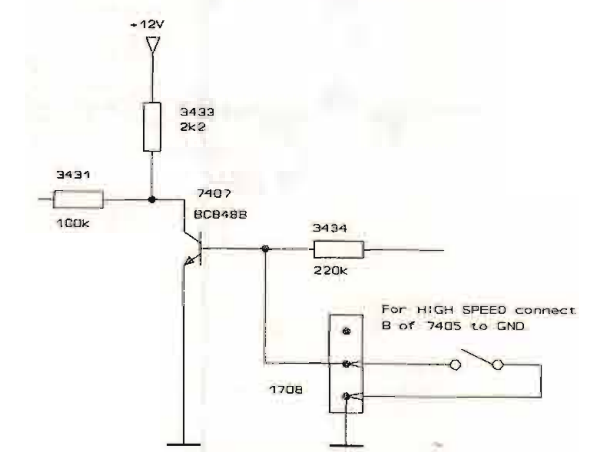 +12V
3433
2k2
3431
100k
7407
BC848B
3434
220k
For HIGH SPEED connect
B of 7405 to GND
1708